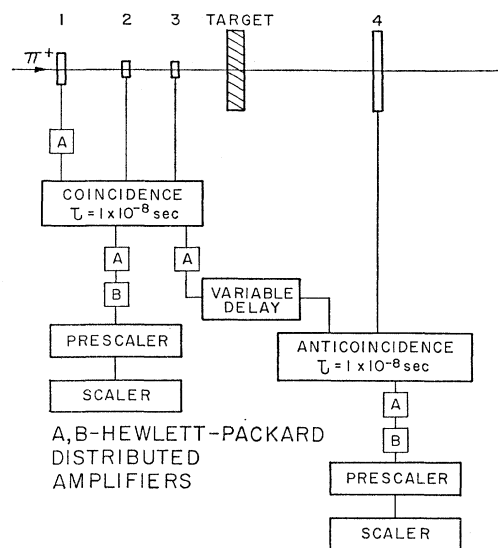 1 2 3 TARGET 4
π+
A
COINCIDENCE
τ = 1 x 10⁻⁸ sec
A A
B VARIABLE DELAY
PRESCALER
ANTICOINCIDENCE
τ = 1 x 10⁻⁸ sec
SCALER
A
A,B-HEWLETT-PACKARD
DISTRIBUTED
AMPLIFIERS
B
PRESCALER
SCALER